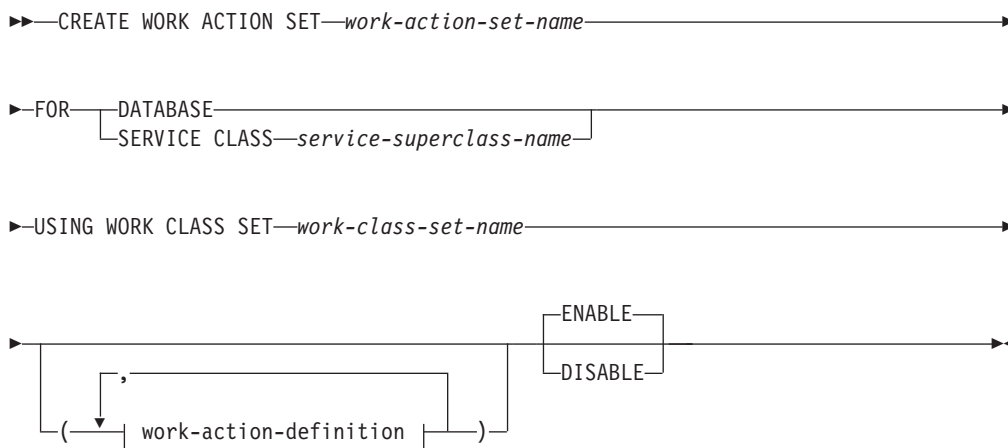 CREATE WORK ACTION SET work-action-set-name
FOR DATABASE
SERVICE CLASS service-superclass-name
USING WORK CLASS SET work-class-set-name
ENABLE
DISABLE
,
( work-action-definition )